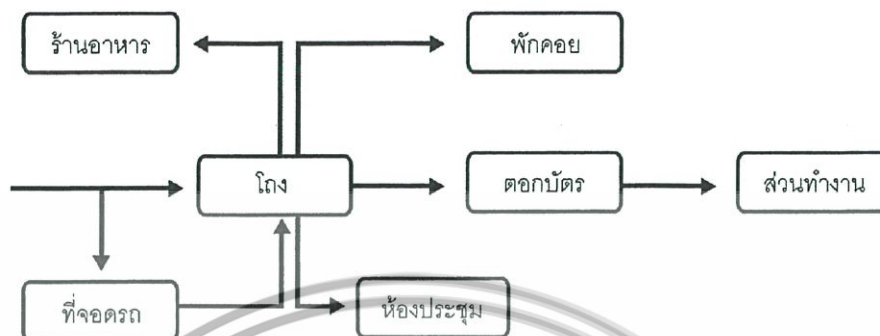 ร้านอาหาร
พักคอย
โถง
ตอกบัตร
ส่วนทำงาน
ที่จอดรถ
ห้องประชุม